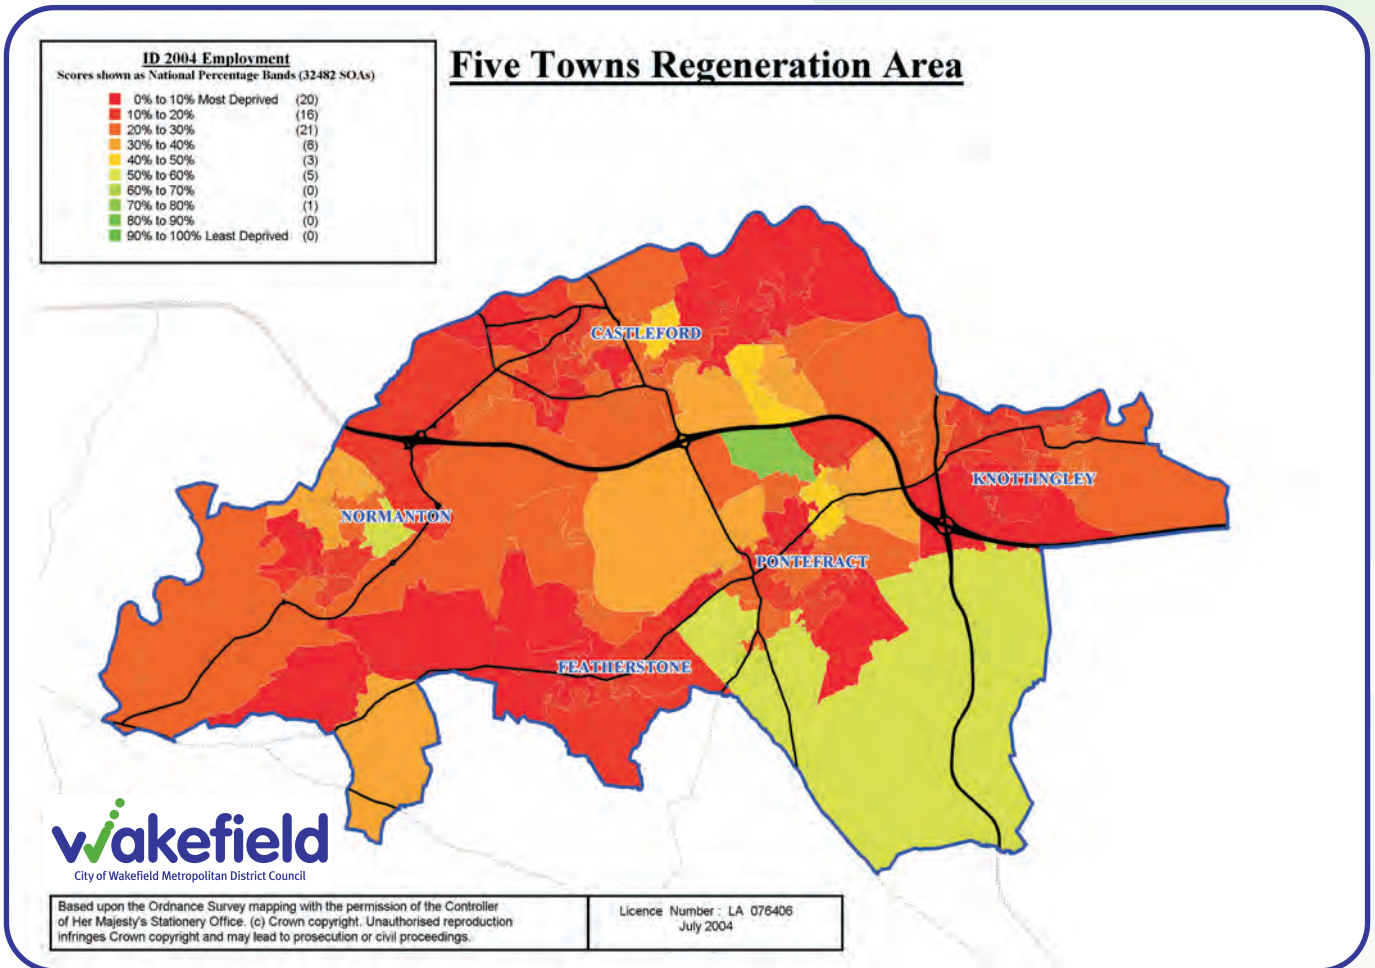 Five Towns Regeneration Area
ID 2004 Employment
Scores shown as National Percentage Bands (32482 SOAs)
0% to 10% Most Deprived (20)
10% to 20% (16)
20% to 30% (21)
30% to 40% (8)
40% to 50% (3)
50% to 60% (5)
60% to 70% (0)
70% to 80% (1)
80% to 90% (0)
90% to 100% Least Deprived (0)
CASTLEFORD
KNOTTINGLEY
NORMANTON
PONTEFRACT
FEATHERSTONE
wakefield
City of Wakefield Metropolitan District Council
Based upon the Ordnance Survey mapping with the permission of the Controller
of Her Majesty's Stationery Office. (c) Crown copyright. Unauthorised reproduction
infringes Crown copyright and may lead to prosecution or civil proceedings.
Licence Number : LA 076406
July 2004